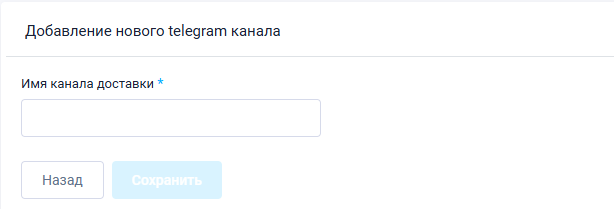 Добавление нового telegram канала
Имя канала доставки *
Назад
Сохранить